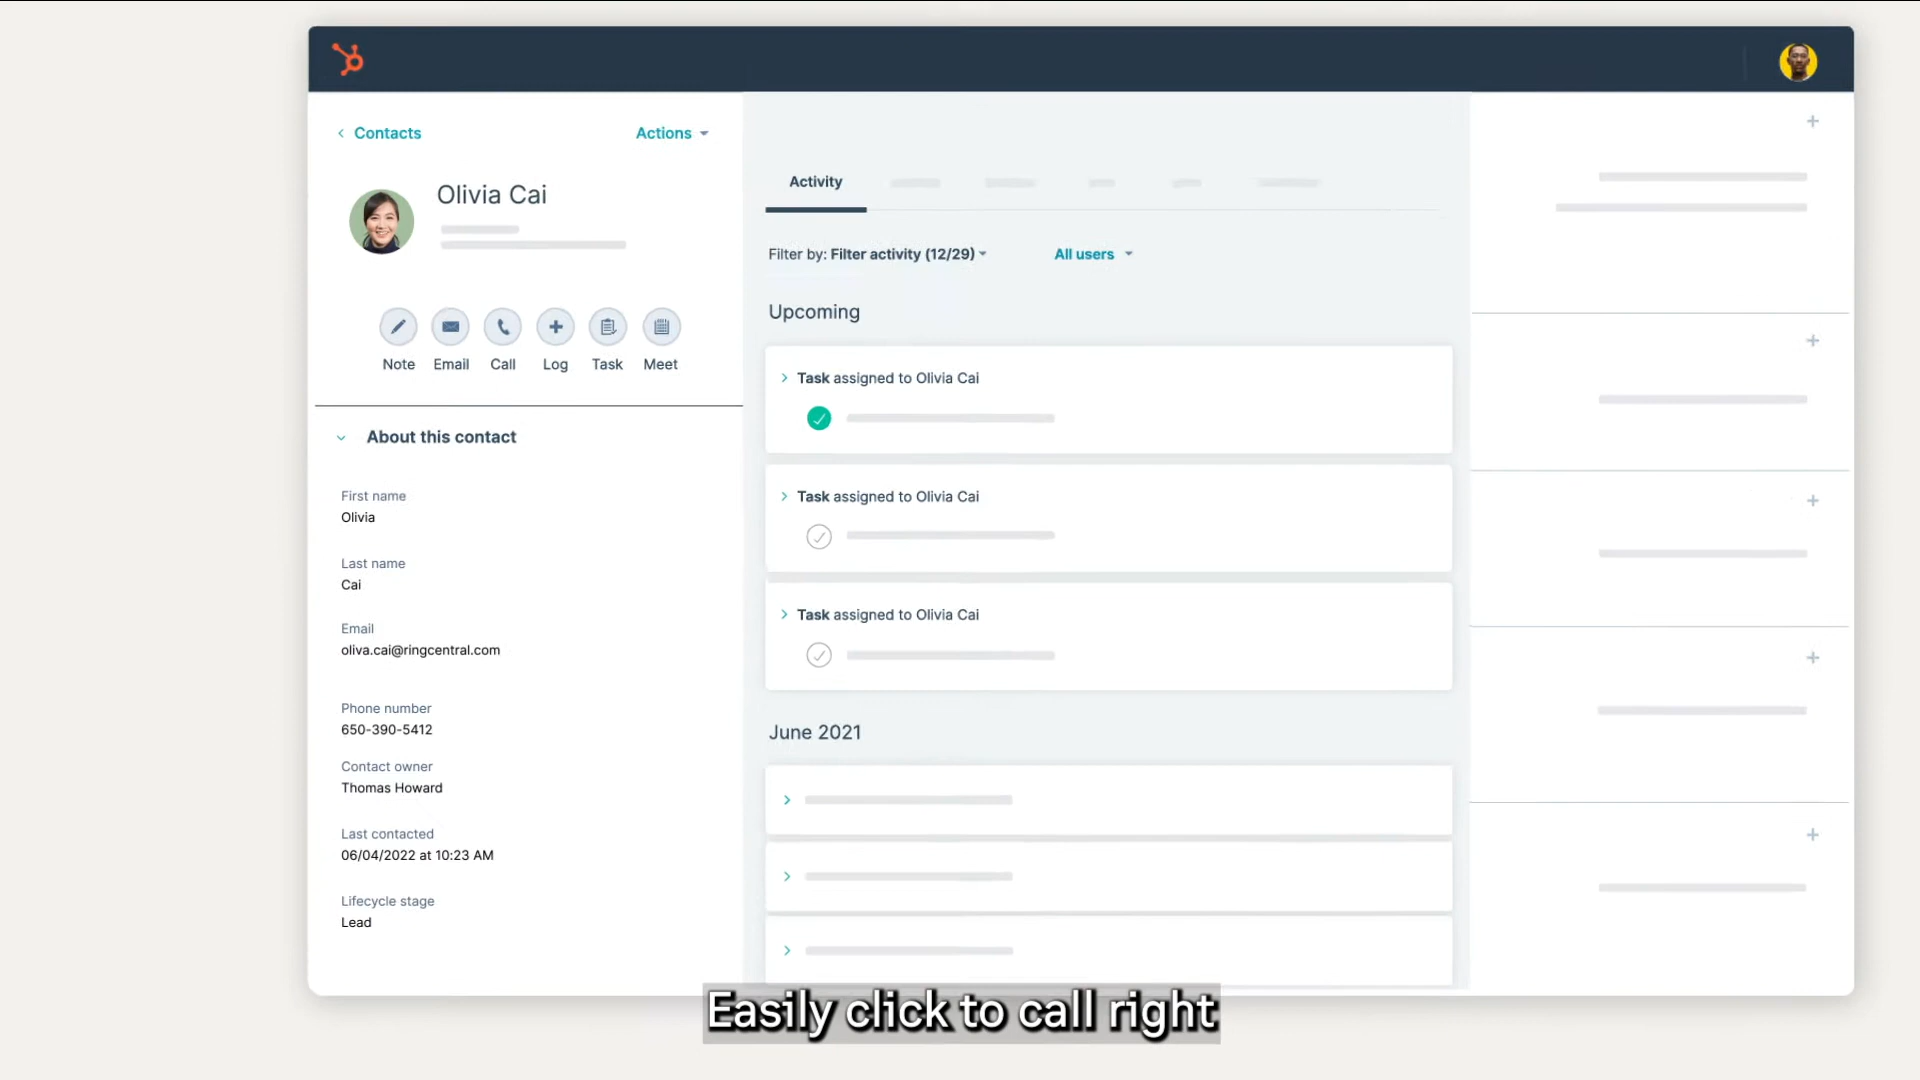 Contacts
Actions
Olivia Cai
Note
Email
Call
Log
Task
Meet
About this contact
First name
Olivia
Last name
Cai
Email
oliva.cai@ringcentral.com
Phone number
650-390-5412
Contact owner
Thomas Howard
Last contacted
06/04/2022 at 10:23 AM
Lifecycle stage
Lead
Activity
Filter by: Filter activity (12/29)
All users
Upcoming
Task assigned to Olivia Cai
Task assigned to Olivia Cai
Task assigned to Olivia Cai
June 2021
Easily click to call right